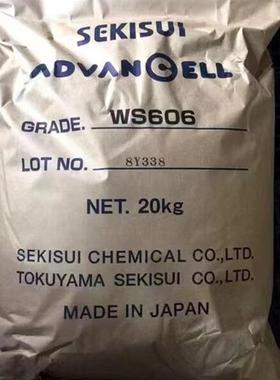 SEKISUI
ADVANCELL
GRADE. WS606
LOT NO. 8Y338
NET. 20kg
SEKISUI CHEMICAL CO.,LTD.
TOKUYAMA SEKISUI CO.,LTD.
MADE IN JAPAN